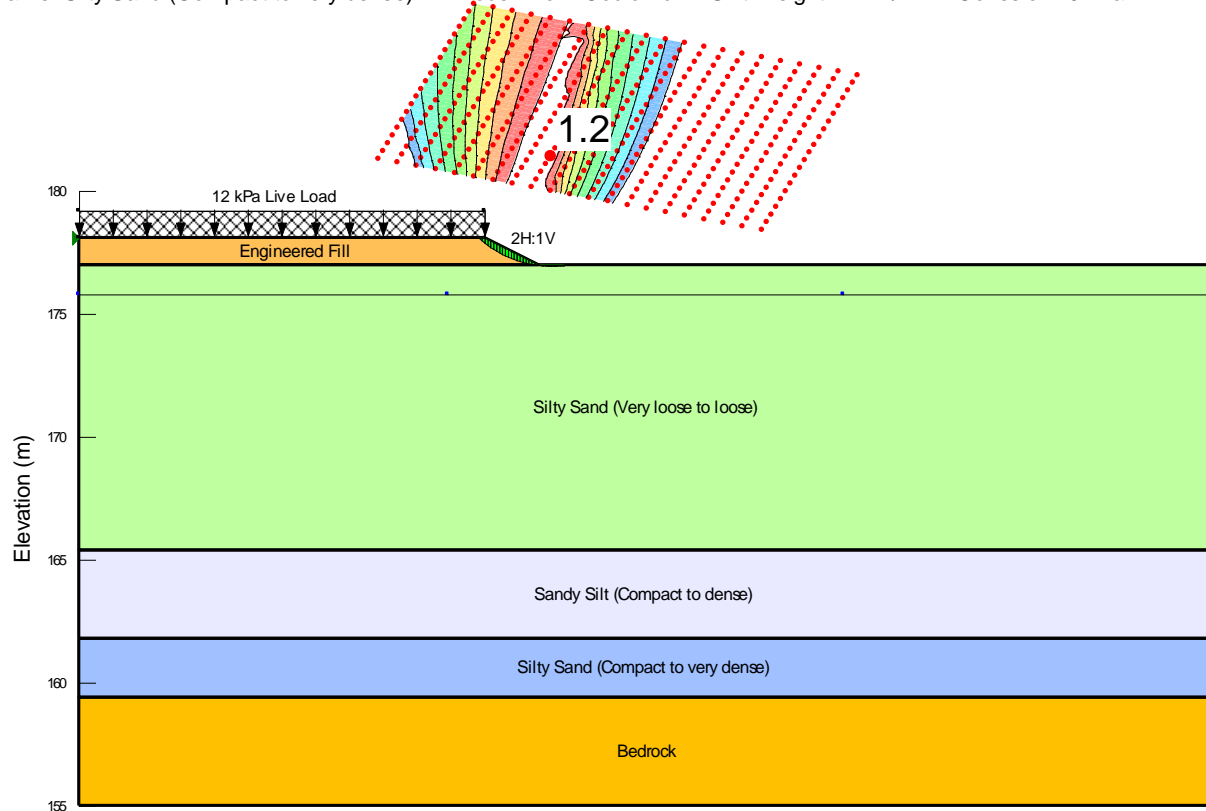 1.2
180
12 kPa Live Load
2H:1V
Engineered Fill
175
Silty Sand (Very loose to loose)
170
Elevation (m)
165
Sandy Silt (Compact to dense)
Silty Sand (Compact to very dense)
160
Bedrock
155